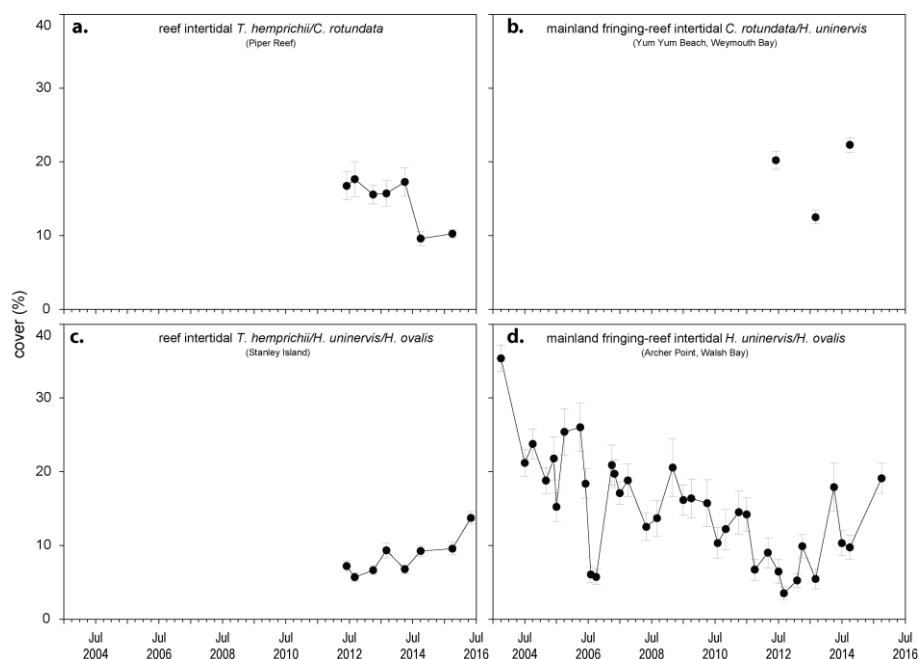 a. reef intertidal T. hemprichii/C. rotundata
(Piper Reef)
b. mainland fringing-reef intertidal C. rotundata/H. uninervis
(Yum Yum Beach, Weymouth Bay)
40
30
20
10
0
cover (%)
c. reef intertidal T. hemprichii/H. uninervis/H. ovalis
(Stanley Island)
d. mainland fringing-reef intertidal H. uninervis/H. ovalis
(Archer Point, Walsh Bay)
40
30
20
10
0
Jul Jul Jul Jul Jul Jul Jul Jul Jul Jul Jul Jul Jul Jul
2004 2006 2008 2010 2012 2014 2016 2004 2006 2008 2010 2012 2014 2016